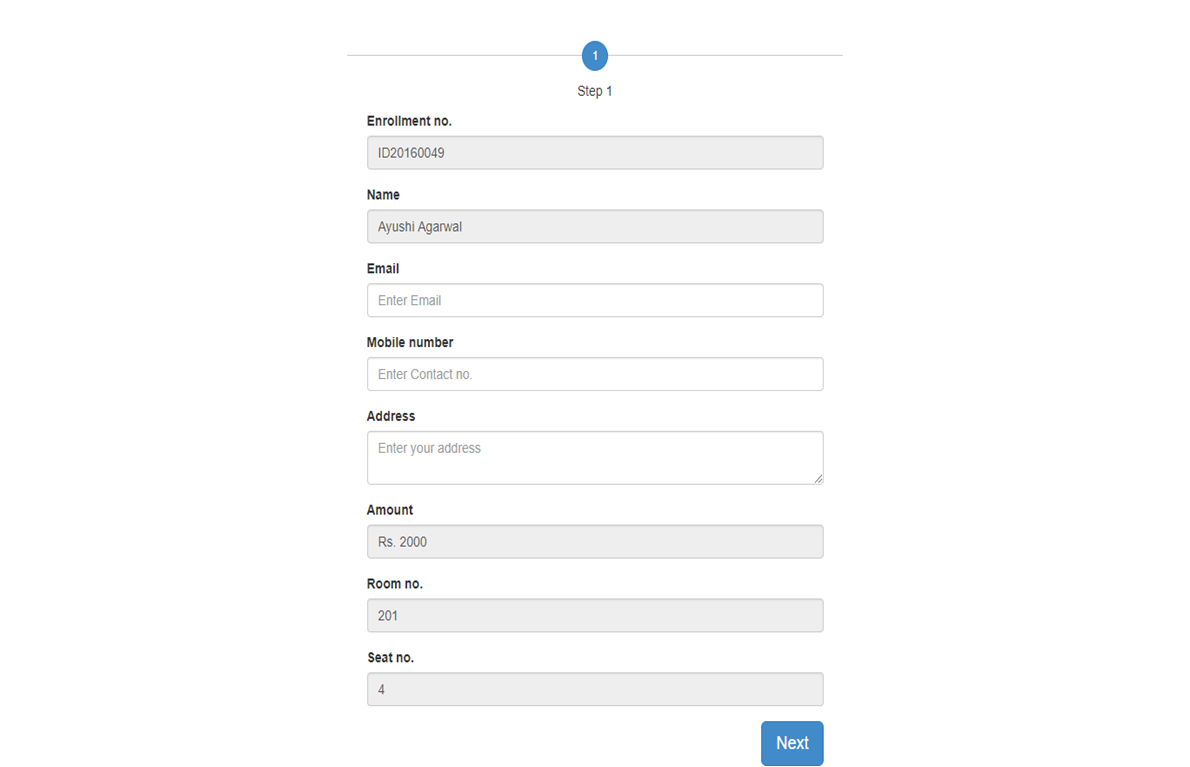 1
Step 1
Enrollment no.
ID20160049
Name
Ayushi Agarwal
Email
Enter Email
Mobile number
Enter Contact no.
Address
Enter your address
Amount
Rs. 2000
Room no.
201
Seat no.
4
Next